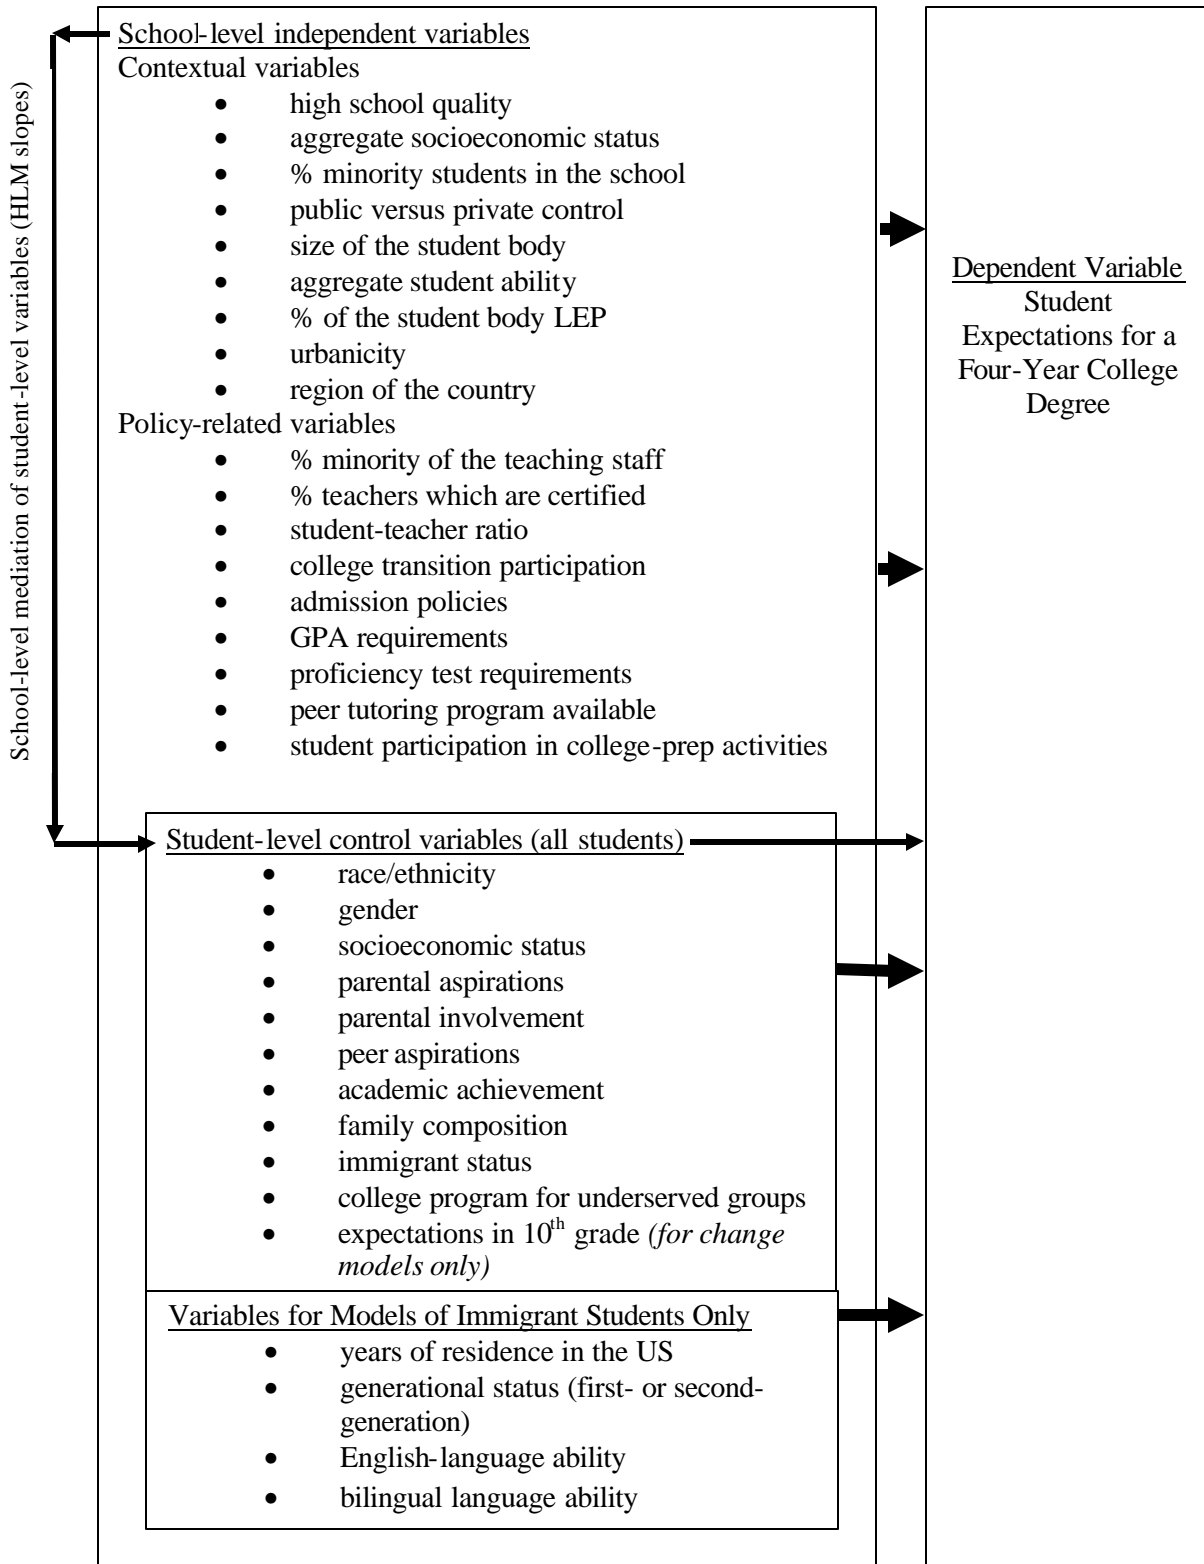 School-level mediation of student-level variables (HLM slopes)
School-level independent variables
Contextual variables
• high school quality
• aggregate socioeconomic status
• % minority students in the school
• public versus private control
• size of the student body
• aggregate student ability
• % of the student body LEP
• urbanicity
• region of the country
Policy-related variables
• % minority of the teaching staff
• % teachers which are certified
• student-teacher ratio
• college transition participation
• admission policies
• GPA requirements
• proficiency test requirements
• peer tutoring program available
• student participation in college-prep activities
Student-level control variables (all students)
• race/ethnicity
• gender
• socioeconomic status
• parental aspirations
• parental involvement
• peer aspirations
• academic achievement
• family composition
• immigrant status
• college program for underserved groups
• expectations in 10th grade (for change
models only)
Variables for Models of Immigrant Students Only
• years of residence in the US
• generational status (first- or second-
generation)
• English-language ability
• bilingual language ability
Dependent Variable
Student
Expectations for a
Four-Year College
Degree